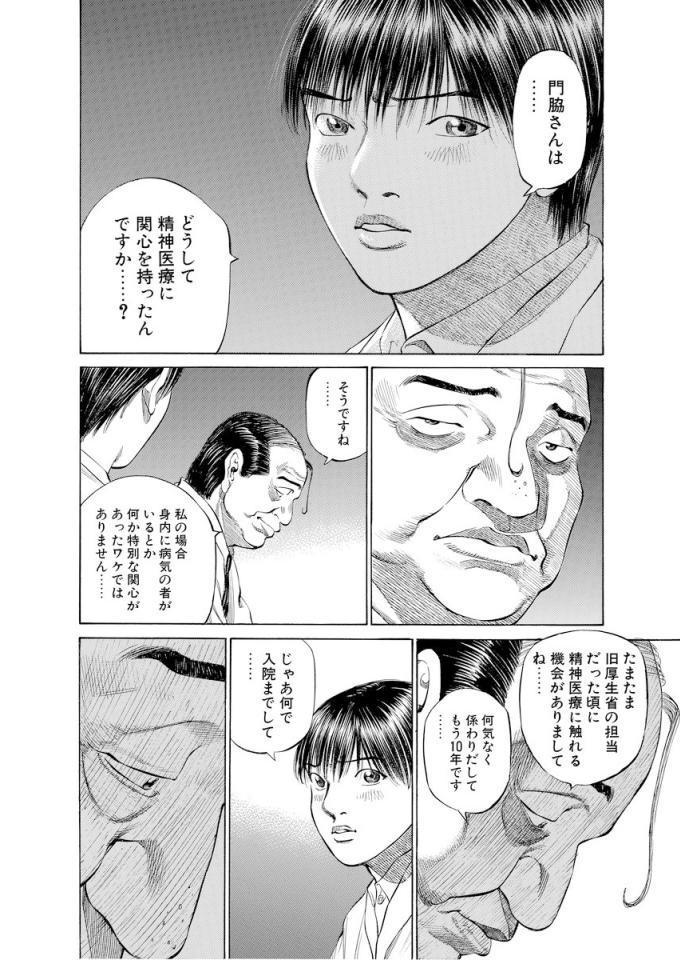 門脇さんは
……
どうして
精神医療に
関心を持ったん
ですか……？
そうですね
……
私の場合
身内に病気の者が
いるとか
何か特別な関心が
あったワケでは
ありません……
たまたま
旧厚生省の担当
だった頃に
精神医療に触れる
機会がありまして
ね……
何気なく
係わりだして
もう10年です
……
じゃあ何で
入院までして
……